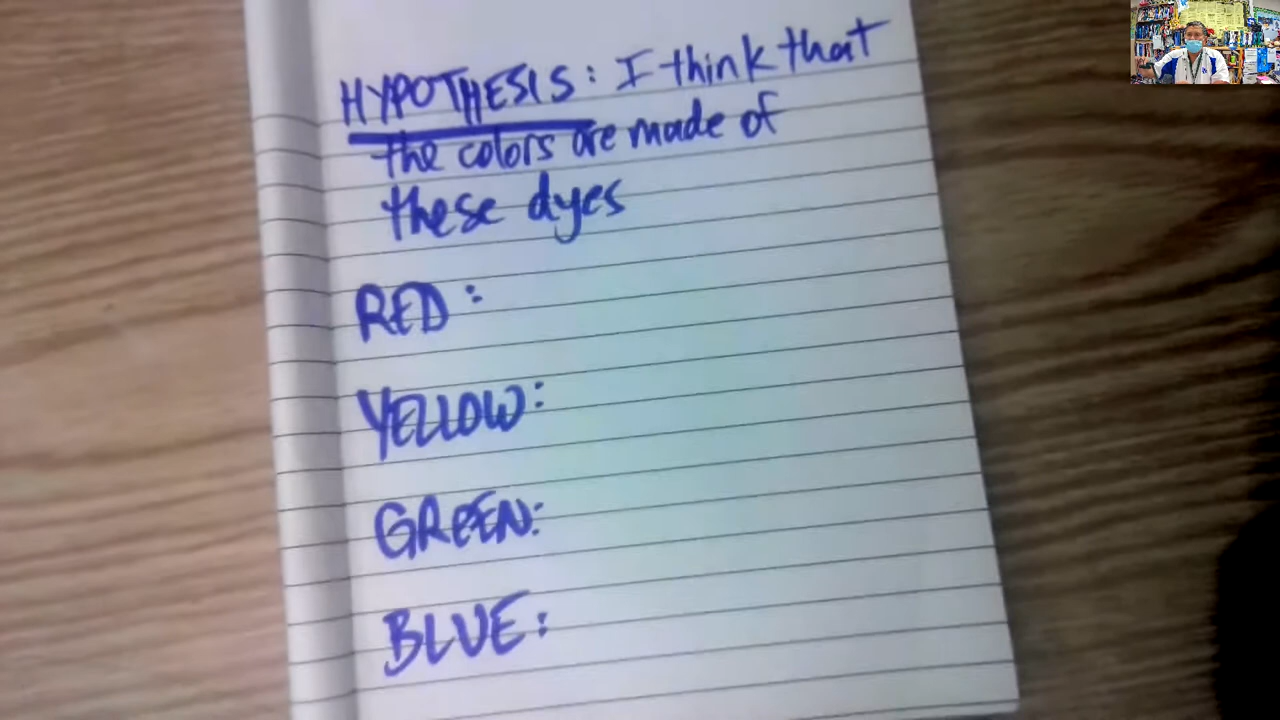 HYPOTHESIS: I think that
the colors are made of
these dyes
RED:
YELLOW:
GREEN:
BLUE: